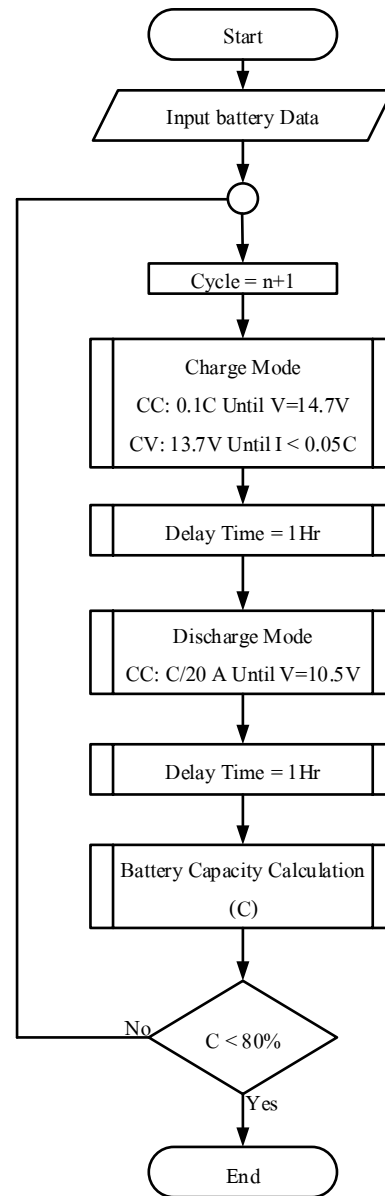 Start
Input battery Data
Cycle = n+1
Charge Mode
CC: 0.1C Until V=14.7V
CV: 13.7V Until I < 0.05C
Delay Time = 1Hr
Discharge Mode
CC: C/20 A Until V=10.5V
Delay Time = 1Hr
Battery Capacity Calculation
(C)
No
C < 80%
Yes
End